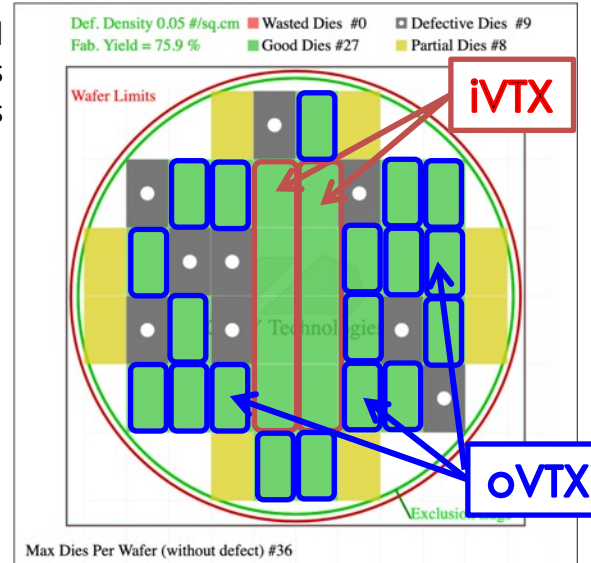 Def. Density 0.05 #/sq.cm Wasted Dies #0 Defective Dies #9
Fab. Yield = 75.9 % Good Dies #27 Partial Dies #8
iVTX
Wafer Limits
Technologies
oVTX
Exclusion
Max Dies Per Wafer (without defect) #36